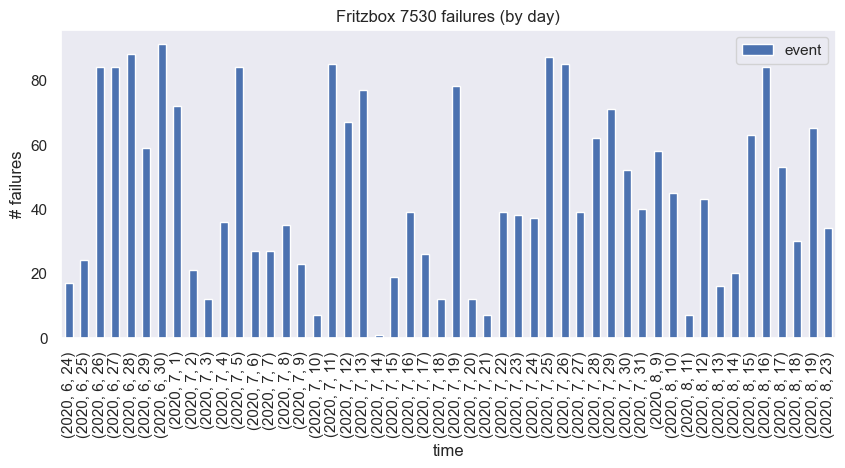 Fritzbox 7530 failures (by day)
event
# failures
80
60
40
20
0
(2020, 6, 24)
(2020, 6, 25)
(2020, 6, 26)
(2020, 6, 27)
(2020, 6, 28)
(2020, 6, 29)
(2020, 6, 30)
(2020, 7, 1)
(2020, 7, 2)
(2020, 7, 3)
(2020, 7, 4)
(2020, 7, 5)
(2020, 7, 6)
(2020, 7, 7)
(2020, 7, 8)
(2020, 7, 9)
(2020, 7, 10)
(2020, 7, 11)
(2020, 7, 12)
(2020, 7, 13)
(2020, 7, 14)
(2020, 7, 15)
(2020, 7, 16)
(2020, 7, 17)
(2020, 7, 18)
(2020, 7, 19)
(2020, 7, 20)
(2020, 7, 21)
(2020, 7, 22)
(2020, 7, 23)
(2020, 7, 24)
(2020, 7, 25)
(2020, 7, 26)
(2020, 7, 27)
(2020, 7, 28)
(2020, 7, 29)
(2020, 7, 30)
(2020, 7, 31)
(2020, 8, 9)
(2020, 8, 10)
(2020, 8, 11)
(2020, 8, 12)
(2020, 8, 13)
(2020, 8, 14)
(2020, 8, 15)
(2020, 8, 16)
(2020, 8, 17)
(2020, 8, 18)
(2020, 8, 19)
(2020, 8, 23)
time